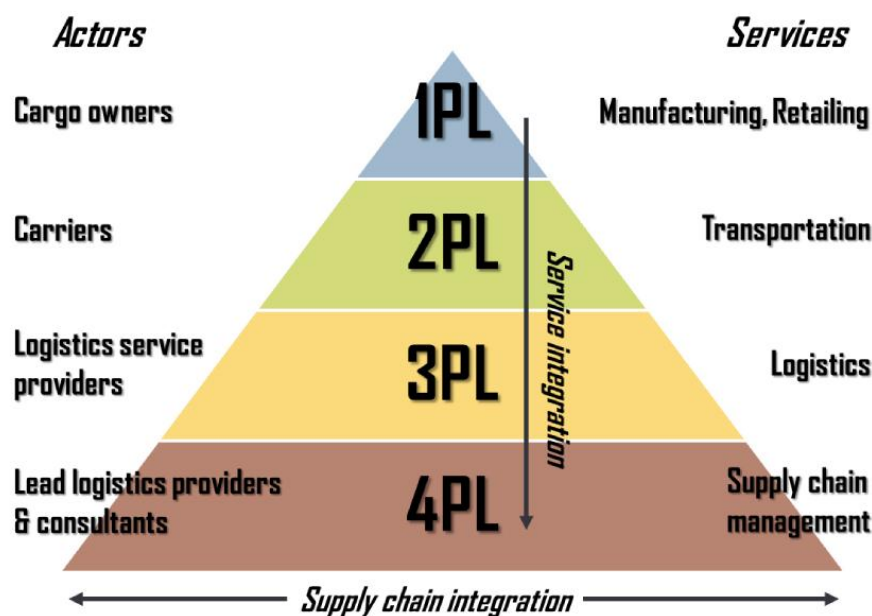 Actors
Services
Cargo owners
1PL
Manufacturing, Retailing
Carriers
2PL
Transportation
Service integration
Logistics service
providers
3PL
Logistics
Lead logistics providers
& consultants
4PL
Supply chain
management
Supply chain integration